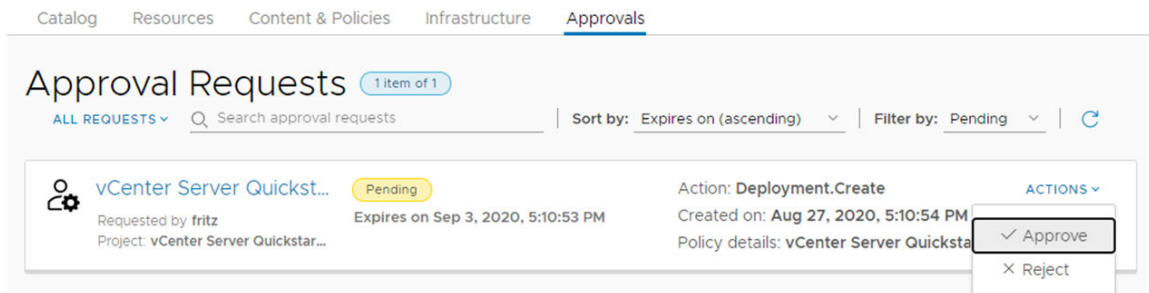 Catalog Resources Content & Policies Infrastructure Approvals
Approval Requests 1 item of 1
ALL REQUESTS Search approval requests Sort by: Expires on (ascending) Filter by: Pending
vCenter Server Quickst... Pending Action: Deployment.Create ACTIONS
Requested by fritz Expires on Sep 3, 2020, 5:10:53 PM Created on: Aug 27, 2020, 5:10:54 PM
Project: vCenter Server Quickstar... Policy details: vCenter Server Quicksta
Approve
Reject